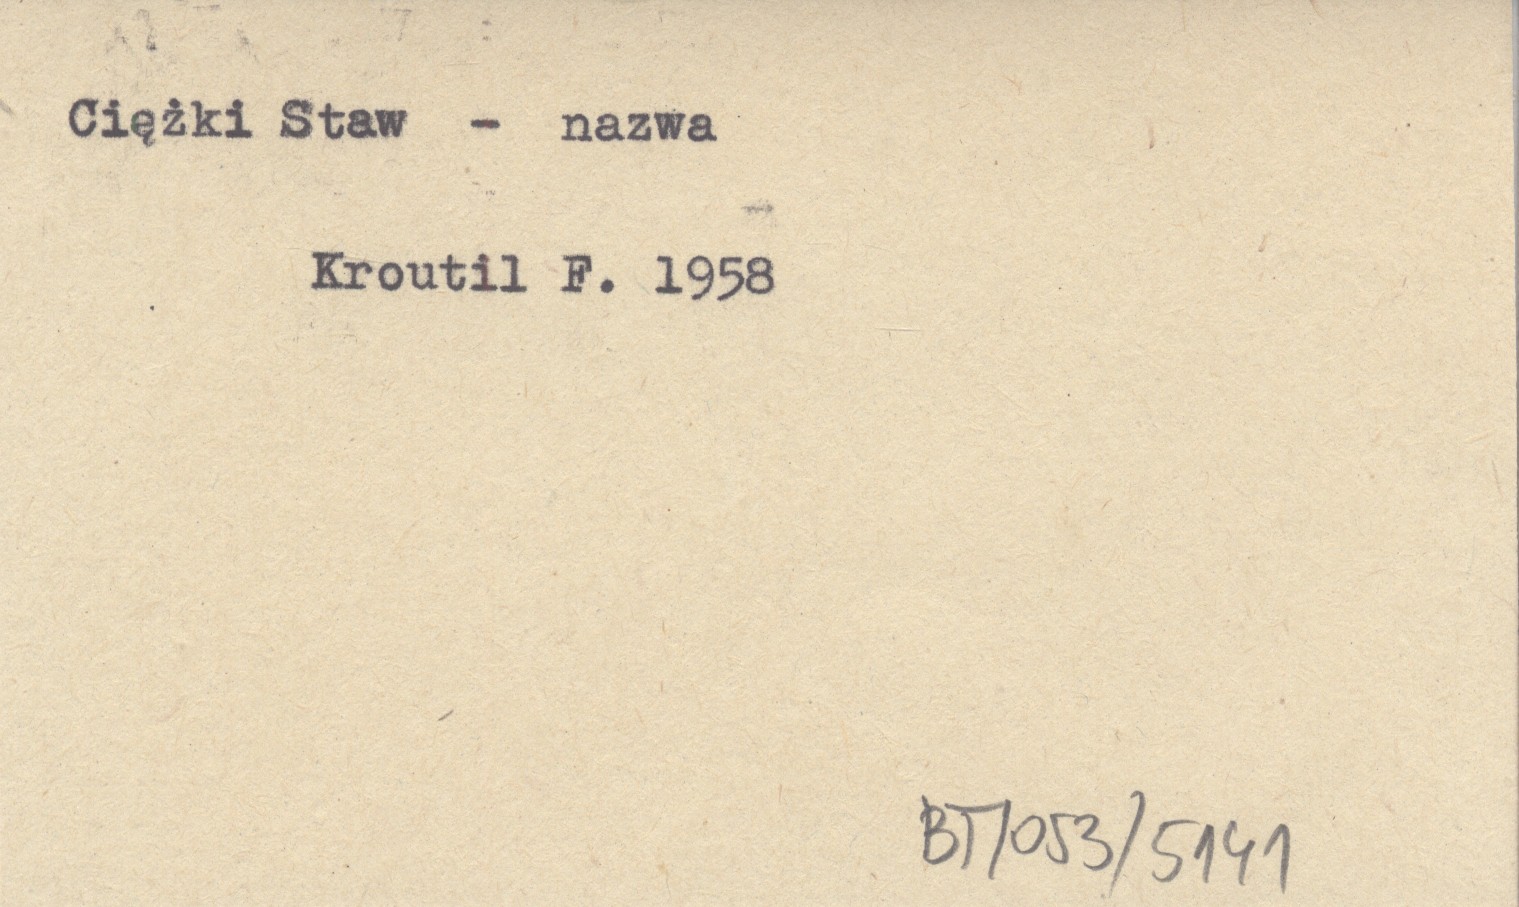 Ciężki Staw - nazwa
Kroutil F. 1958
BT/053/5141